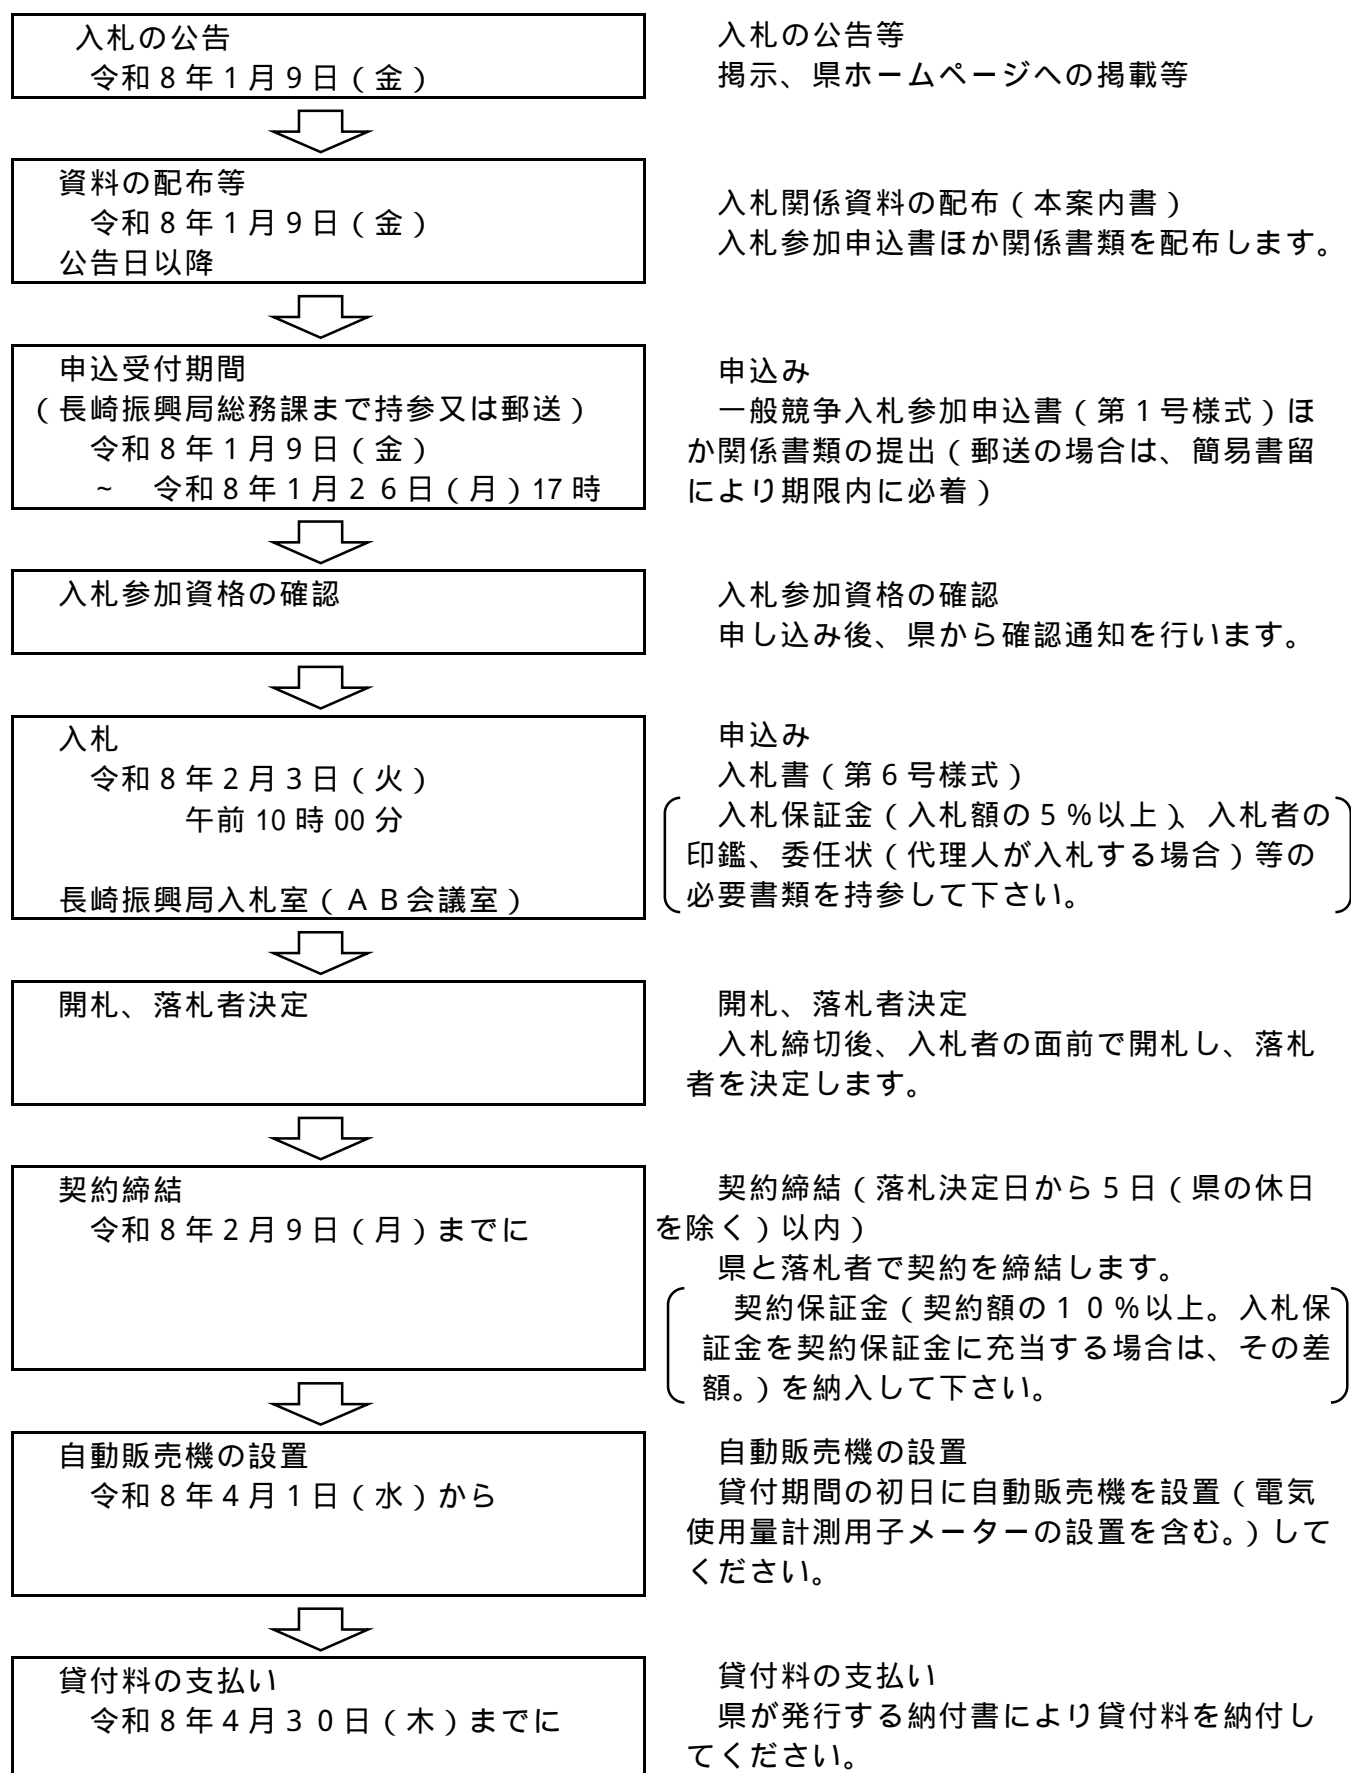 入札の公告
令和8年1月9日(金)
入札の公告等
掲示、県ホームページへの掲載等
資料の配布等
令和8年1月9日(金)
公告日以降
入札関係資料の配布(本案内書)
入札参加申込書ほか関係書類を配布します。
申込受付期間
(長崎振興局総務課まで持参又は郵送)
令和8年1月9日(金)
~ 令和8年1月26日(月)17時
申込み
一般競争入札参加申込書(第1号様式)ほ
か関係書類の提出(郵送の場合は、簡易書留
により期限内に必着)
入札参加資格の確認
入札参加資格の確認
申し込み後、県から確認通知を行います。
入札
令和8年2月3日(火)
午前10時00分
長崎振興局入札室(AB会議室)
申込み
入札書(第6号様式)
入札保証金(入札額の5%以上)、入札者の
印鑑、委任状(代理人が入札する場合)等の
必要書類を持参して下さい。
開札、落札者決定
開札、落札者決定
入札締切後、入札者の面前で開札し、落札
者を決定します。
契約締結
令和8年2月9日(月)までに
契約締結(落札決定日から5日(県の休日
を除く)以内)
県と落札者で契約を締結します。
契約保証金(契約額の10%以上。入札保
証金を契約保証金に充当する場合は、その差
額。)を納入して下さい。
自動販売機の設置
令和8年4月1日(水)から
自動販売機の設置
貸付期間の初日に自動販売機を設置(電気
使用量計測用子メーターの設置を含む。)して
ください。
貸付料の支払い
令和8年4月30日(木)までに
貸付料の支払い
県が発行する納付書により貸付料を納付し
てください。